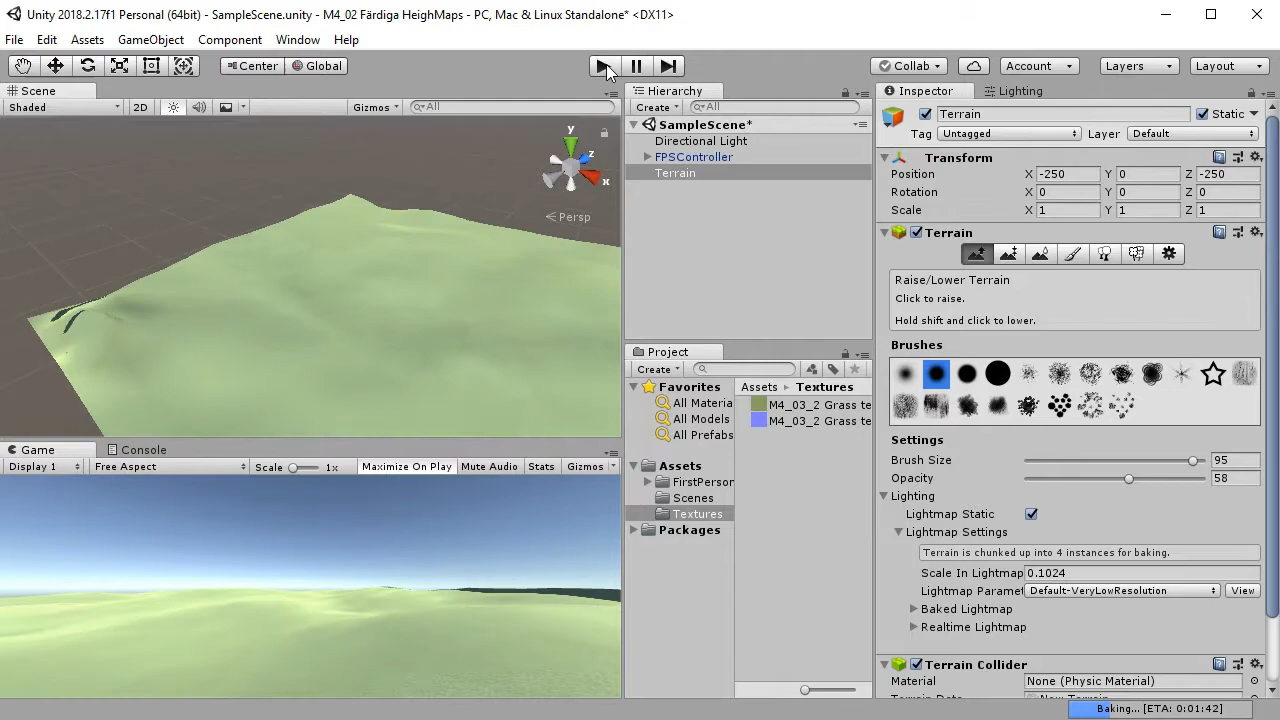 Unity 2018.2.17f1 Personal (64bit) - SampleScene.unity - M4_02 Färdiga HeighMaps - PC, Mac & Linux Standalone* <DX11>
File Edit Assets GameObject Component Window Help
Center Global Collab Account Layers Layout
Scene
Shaded 2D Gizmos All
y
z
x
Persp
Game Console
Display 1 Free Aspect Scale 1x Maximize On Play Mute Audio Stats Gizmos
Hierarchy
Create All
SampleScene*
Directional Light
FPSController
Terrain
Project
Create
Favorites
All Materia
All Models
All Prefabs
Assets
FirstPerson
Scenes
Textures
Packages
Assets Textures
M4_03_2 Grass te
M4_03_2 Grass te
Inspector Lighting
Terrain Static
Tag Untagged Layer Default
Transform
Position X -250 Y 0 Z -250
Rotation X 0 Y 0 Z 0
Scale X 1 Y 1 Z 1
Terrain
Raise/Lower Terrain
Click to raise.
Hold shift and click to lower.
Brushes
Settings
Brush Size 95
Opacity 58
Lighting
Lightmap Static
Lightmap Settings
Terrain is chunked up into 4 instances for baking.
Scale In Lightmap 0.1024
Lightmap Paramet Default-VeryLowResolution View
Baked Lightmap
Realtime Lightmap
Terrain Collider
Material None (Physic Material)
Baking... [ETA: 0:01:42]